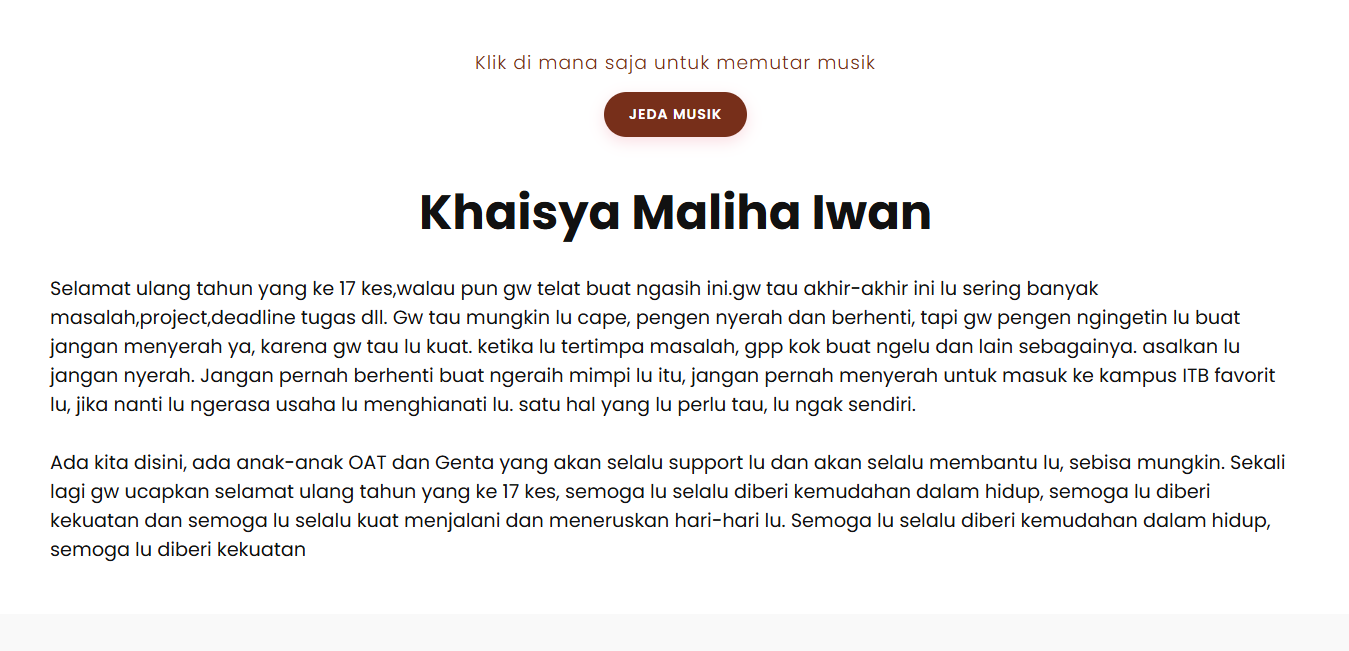 Klik di mana saja untuk memutar musik
JEDA MUSIK
Khaisya Maliha Iwan
Selamat ulang tahun yang ke 17 kes,walau pun gw telat buat ngasih ini.gw tau akhir-akhir ini lu sering banyak
masalah,project,deadline tugas dll. Gw tau mungkin lu cape, pengen nyerah dan berhenti, tapi gw pengen ngingetin lu buat
jangan menyerah ya, karena gw tau lu kuat. ketika lu tertimpa masalah, gpp kok buat ngelu dan lain sebagainya. asalkan lu
jangan nyerah. Jangan pernah berhenti buat ngeraih mimpi lu itu, jangan pernah menyerah untuk masuk ke kampus ITB favorit
lu, jika nanti lu ngerasa usaha lu menghianati lu. satu hal yang lu perlu tau, lu ngak sendiri.
Ada kita disini, ada anak-anak OAT dan Genta yang akan selalu support lu dan akan selalu membantu lu, sebisa mungkin. Sekali
lagi gw ucapkan selamat ulang tahun yang ke 17 kes, semoga lu selalu diberi kemudahan dalam hidup, semoga lu diberi
kekuatan dan semoga lu selalu kuat menjalani dan meneruskan hari-hari lu. Semoga lu selalu diberi kemudahan dalam hidup,
semoga lu diberi kekuatan